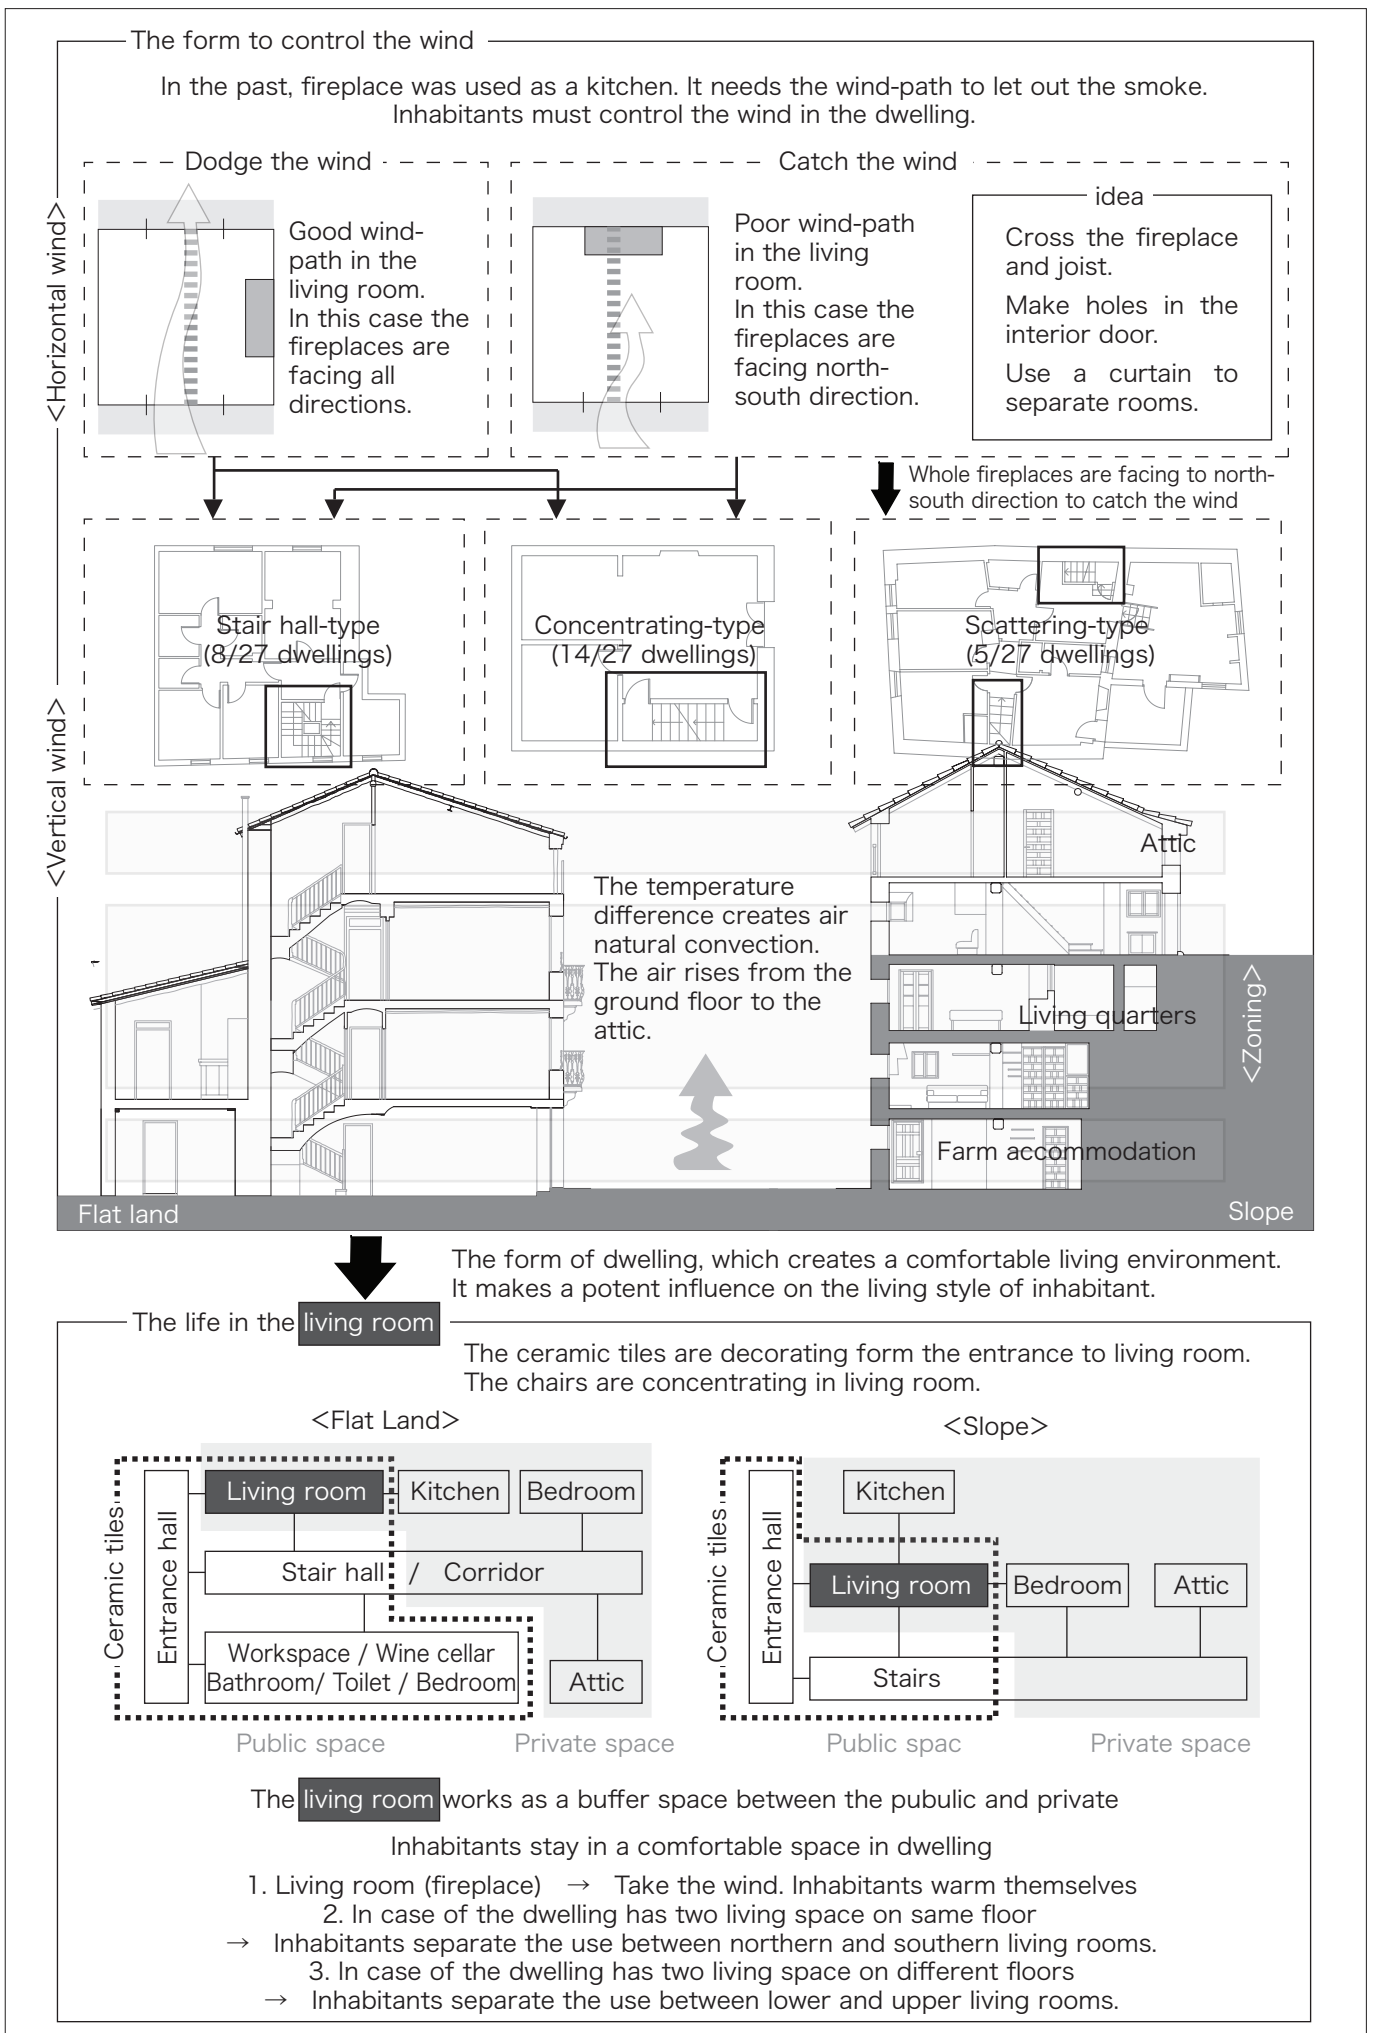 The form to control the wind
In the past, fireplace was used as a kitchen. It needs the wind-path to let out the smoke.
Inhabitants must control the wind in the dwelling.
<Horizontal wind>
Dodge the wind
Good wind-
path in the
living room.
In this case the
fireplaces are
facing all
directions.
Catch the wind
Poor wind-path
in the living
room.
In this case the
fireplaces are
facing north-
south direction.
idea
Cross the fireplace
and joist.
Make holes in the
interior door.
Use a curtain to
separate rooms.
Whole fireplaces are facing to north-
south direction to catch the wind
<Vertical wind>
Stair hall-type
(8/27 dwellings)
Concentrating-type
(14/27 dwellings)
Scattering-type
(5/27 dwellings)
The temperature
difference creates air
natural convection.
The air rises from the
ground floor to the
attic.
Attic
Living quarters
Farm accommodation
<Zoning>
Flat land
Slope
The form of dwelling, which creates a comfortable living environment.
It makes a potent influence on the living style of inhabitant.
The life in the living room
The ceramic tiles are decorating form the entrance to living room.
The chairs are concentrating in living room.
<Flat Land>
Ceramic tiles
Entrance hall
Living room
Kitchen
Bedroom
Stair hall / Corridor
Workspace / Wine cellar
Bathroom/ Toilet / Bedroom
Attic
Public space
Private space
<Slope>
Ceramic tiles
Entrance hall
Kitchen
Living room
Bedroom
Attic
Stairs
Public spac
Private space
The living room works as a buffer space between the pubulic and private
Inhabitants stay in a comfortable space in dwelling
1. Living room (fireplace) → Take the wind. Inhabitants warm themselves
2. In case of the dwelling has two living space on same floor
→ Inhabitants separate the use between northern and southern living rooms.
3. In case of the dwelling has two living space on different floors
→ Inhabitants separate the use between lower and upper living rooms.